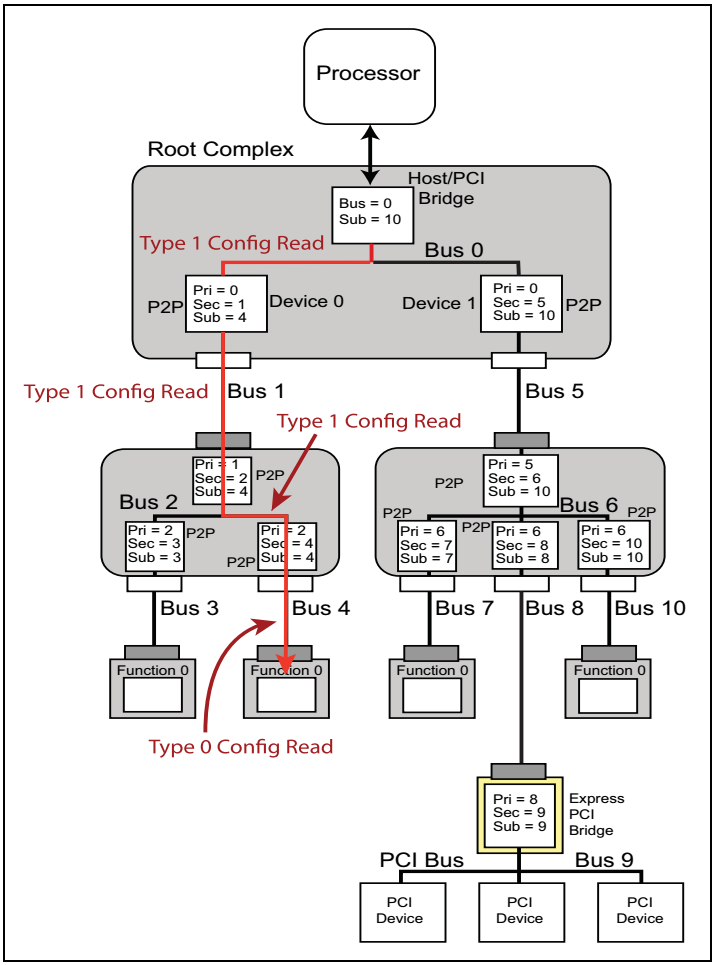 Processor
Root Complex
Host/PCI
Bridge
Bus = 0
Sub = 10
Type 1 Config Read
Bus 0
P2P
Pri = 0
Sec = 1
Sub = 4
Device 0
Device 1
Pri = 0
Sec = 5
Sub = 10
P2P
Type 1 Config Read
Bus 1
Bus 5
Type 1 Config Read
Pri = 1
Sec = 2
Sub = 4
P2P
P2P
Pri = 5
Sec = 6
Sub = 10
Bus 2
Bus 6
Pri = 2
Sec = 3
Sub = 3
P2P
P2P
Pri = 2
Sec = 4
Sub = 4
P2P
Pri = 6
Sec = 7
Sub = 7
P2P
Pri = 6
Sec = 8
Sub = 8
P2P
Pri = 6
Sec = 10
Sub = 10
Bus 3
Bus 4
Bus 7
Bus 8
Bus 10
Function 0
Function 0
Function 0
Function 0
Type 0 Config Read
Pri = 8
Sec = 9
Sub = 9
Express
PCI
Bridge
PCI Bus
Bus 9
PCI
Device
PCI
Device
PCI
Device